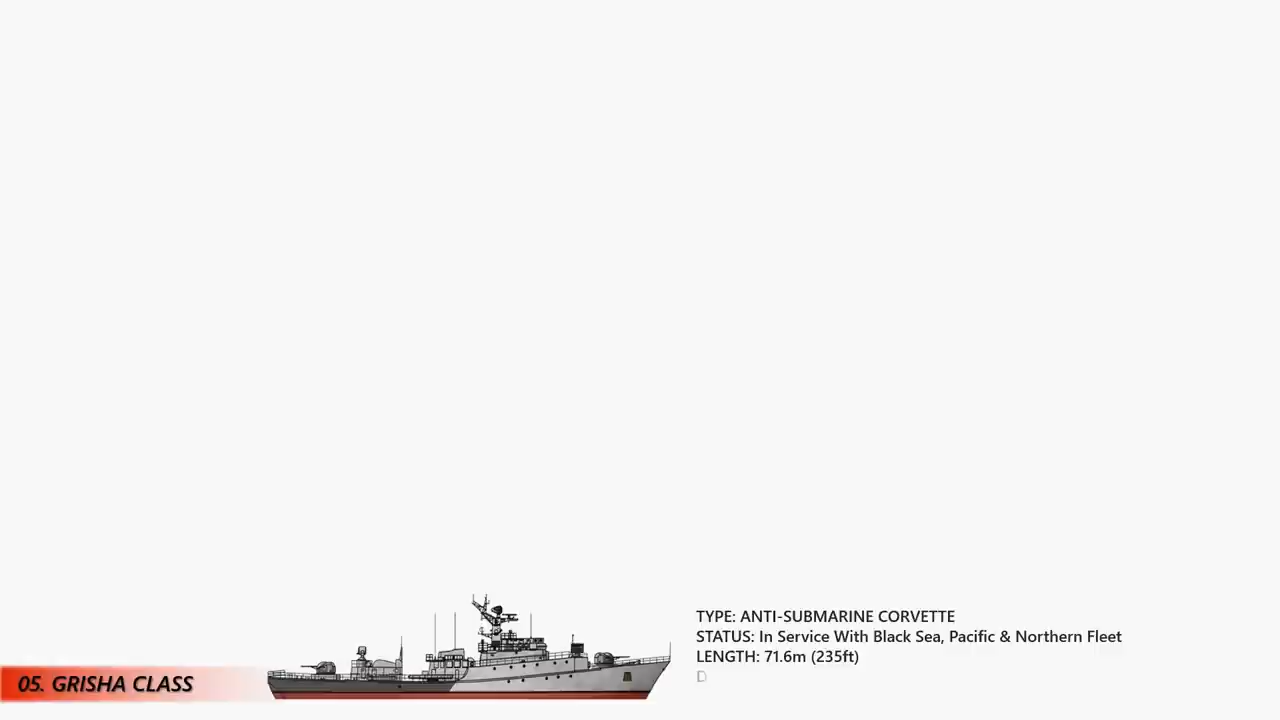 TYPE: ANTI-SUBMARINE CORVETTE
STATUS: In Service With Black Sea, Pacific & Northern Fleet
LENGTH: 71.6m (235ft)
D
05. GRISHA CLASS